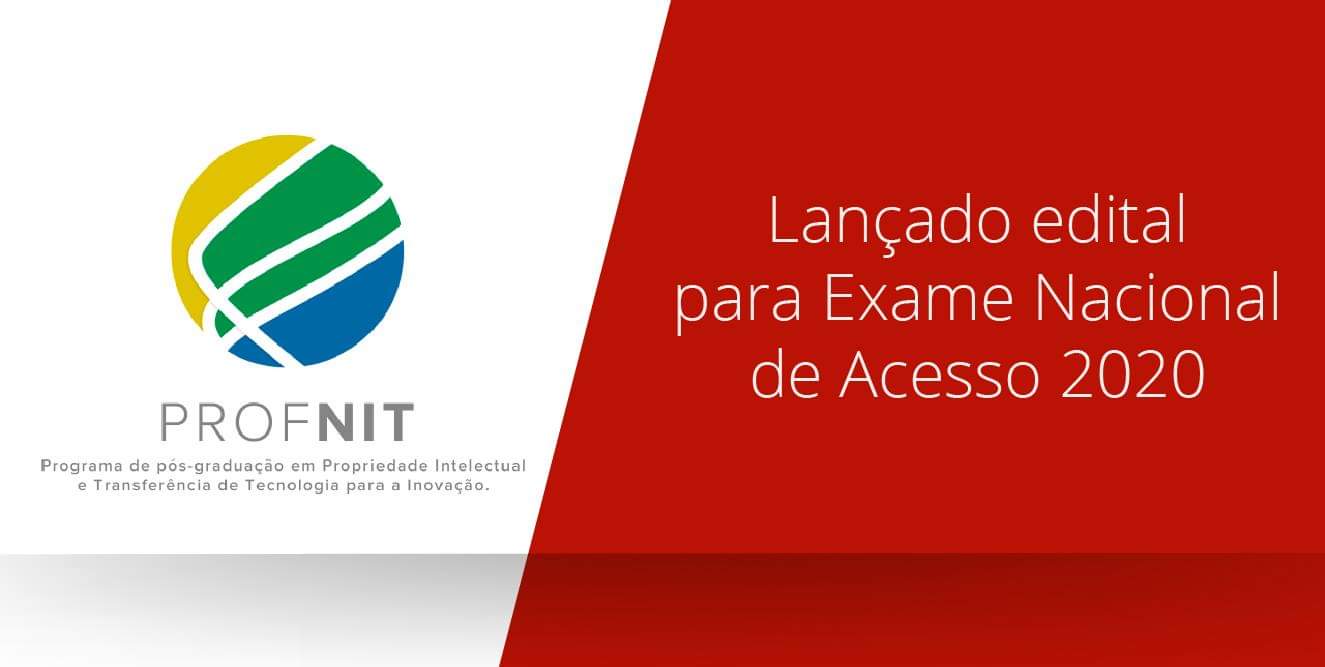 PROFNIT
Programa de pós-graduação em Propriedade Intelectual
e Transferência de Tecnologia para a Inovação.
Lançado edital
para Exame Nacional
de Acesso 2020